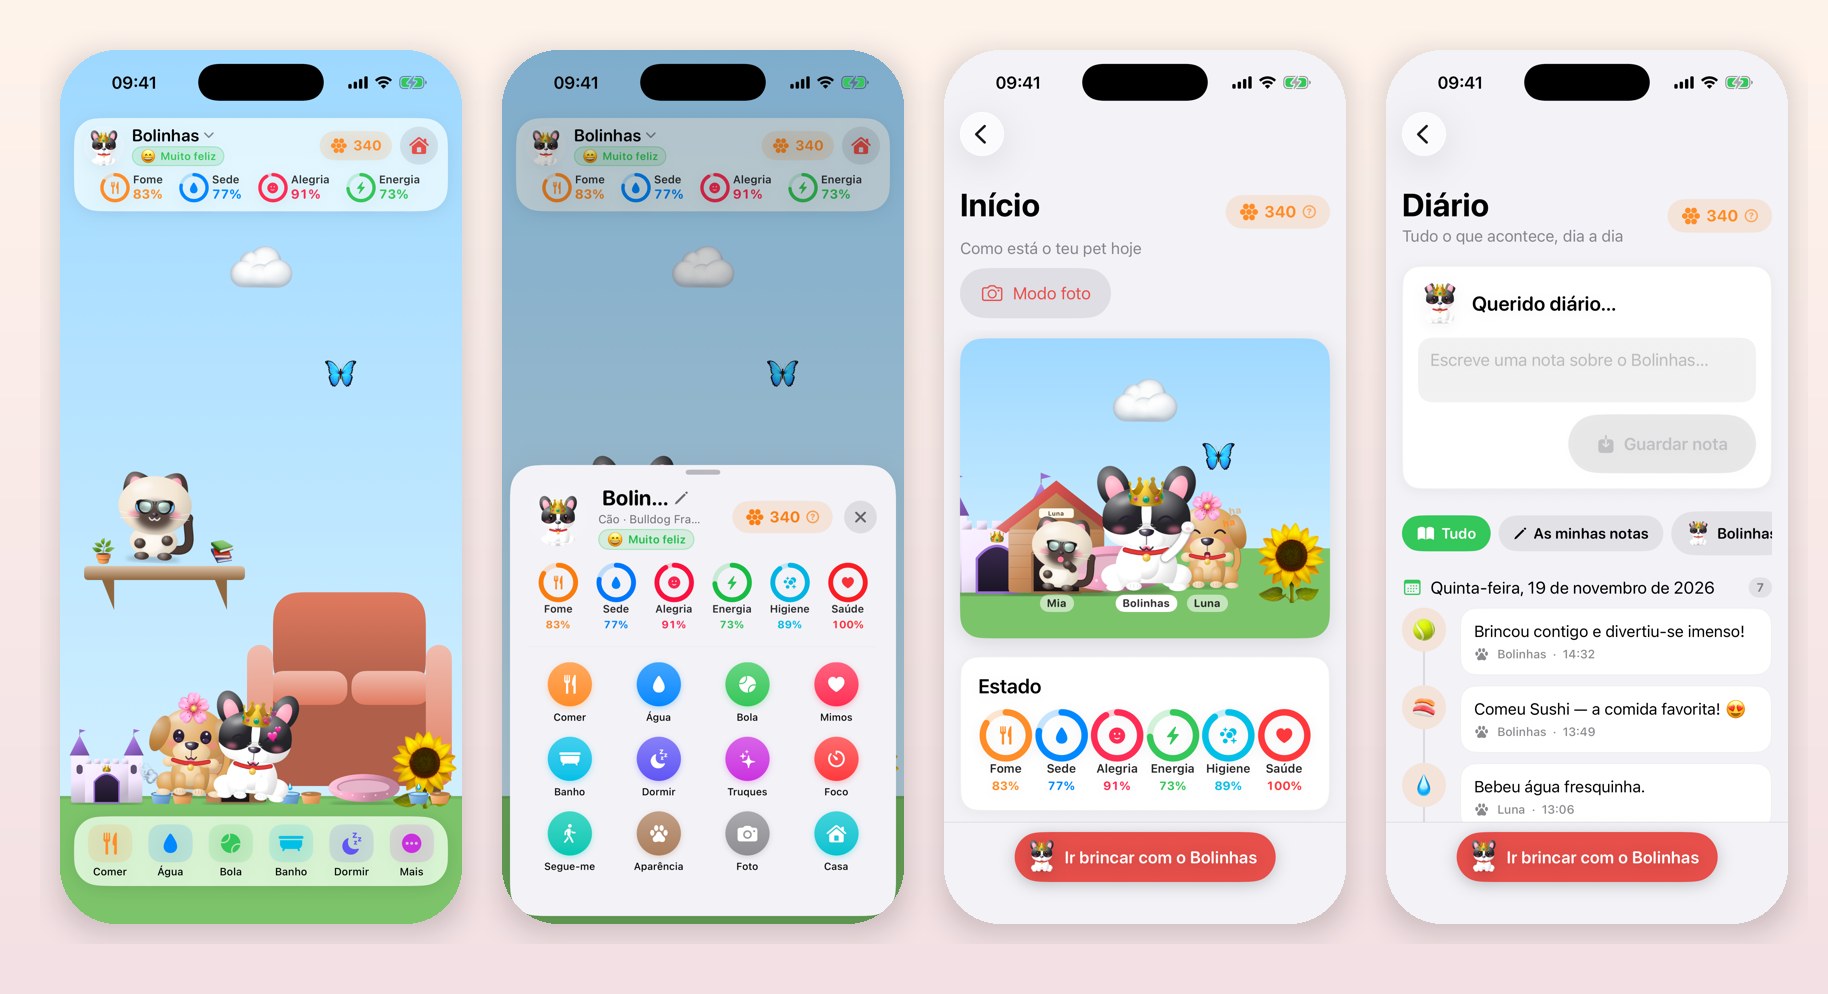 09:41
Bolinhas
340
Muito feliz
Fome
83%
Sede
77%
Alegria
91%
Energia
73%
Comer
Água
Bola
Banho
Dormir
Mais
09:41
Bolinhas
340
Muito feliz
Fome
83%
Sede
77%
Alegria
91%
Energia
73%
Bolin...
Cão · Bulldog Fra...
Muito feliz
340
Fome
Sede
Alegria
Energia
Higiene
Saúde
83%
77%
91%
73%
89%
100%
Comer
Água
Bola
Mimos
Banho
Dormir
Truques
Foco
Segue-me
Aparência
Foto
Casa
09:41
Início
340
Como está o teu pet hoje
Modo foto
Luna
Mia
Bolinhas
Luna
Estado
Fome
Sede
Alegria
Energia
Higiene
Saúde
83%
77%
91%
73%
89%
100%
Ir brincar com o Bolinhas
09:41
Diário
340
Tudo o que acontece, dia a dia
Querido diário...
Escreve uma nota sobre o Bolinhas...
Guardar nota
Tudo
As minhas notas
Bolinhas
Quinta-feira, 19 de novembro de 2026
7
Brincou contigo e divertiu-se imenso!
Bolinhas · 14:32
Comeu Sushi — a comida favorita! 😍
Bolinhas · 13:49
Bebeu água fresquinha.
Luna · 13:06
Ir brincar com o Bolinhas